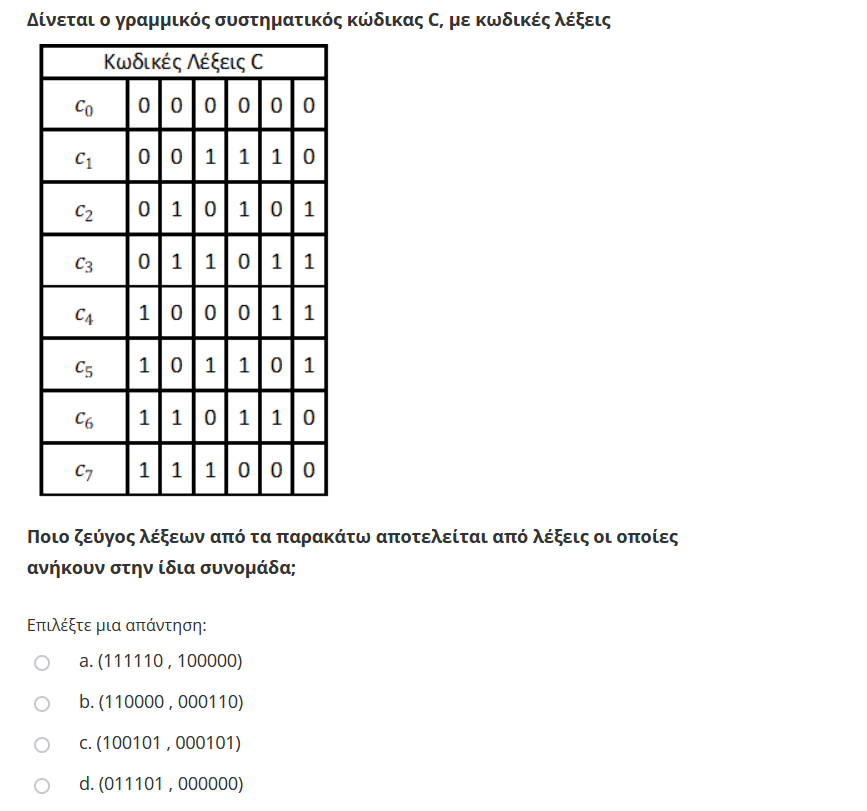 Δίνεται ο γραμμικός συστηματικός κώδικας C, με κωδικές λέξεις
Κωδικές Λέξεις C
c0 0 0 0 0 0 0
c1 0 0 1 1 1 0
c2 0 1 0 1 0 1
c3 0 1 1 0 1 1
c4 1 0 0 0 1 1
c5 1 0 1 1 0 1
c6 1 1 0 1 1 0
c7 1 1 1 0 0 0
Ποιο ζεύγος λέξεων από τα παρακάτω αποτελείται από λέξεις οι οποίες
ανήκουν στην ίδια συνομάδα;
Επιλέξτε μια απάντηση:
a. (111110 , 100000)
b. (110000 , 000110)
c. (100101 , 000101)
d. (011101 , 000000)